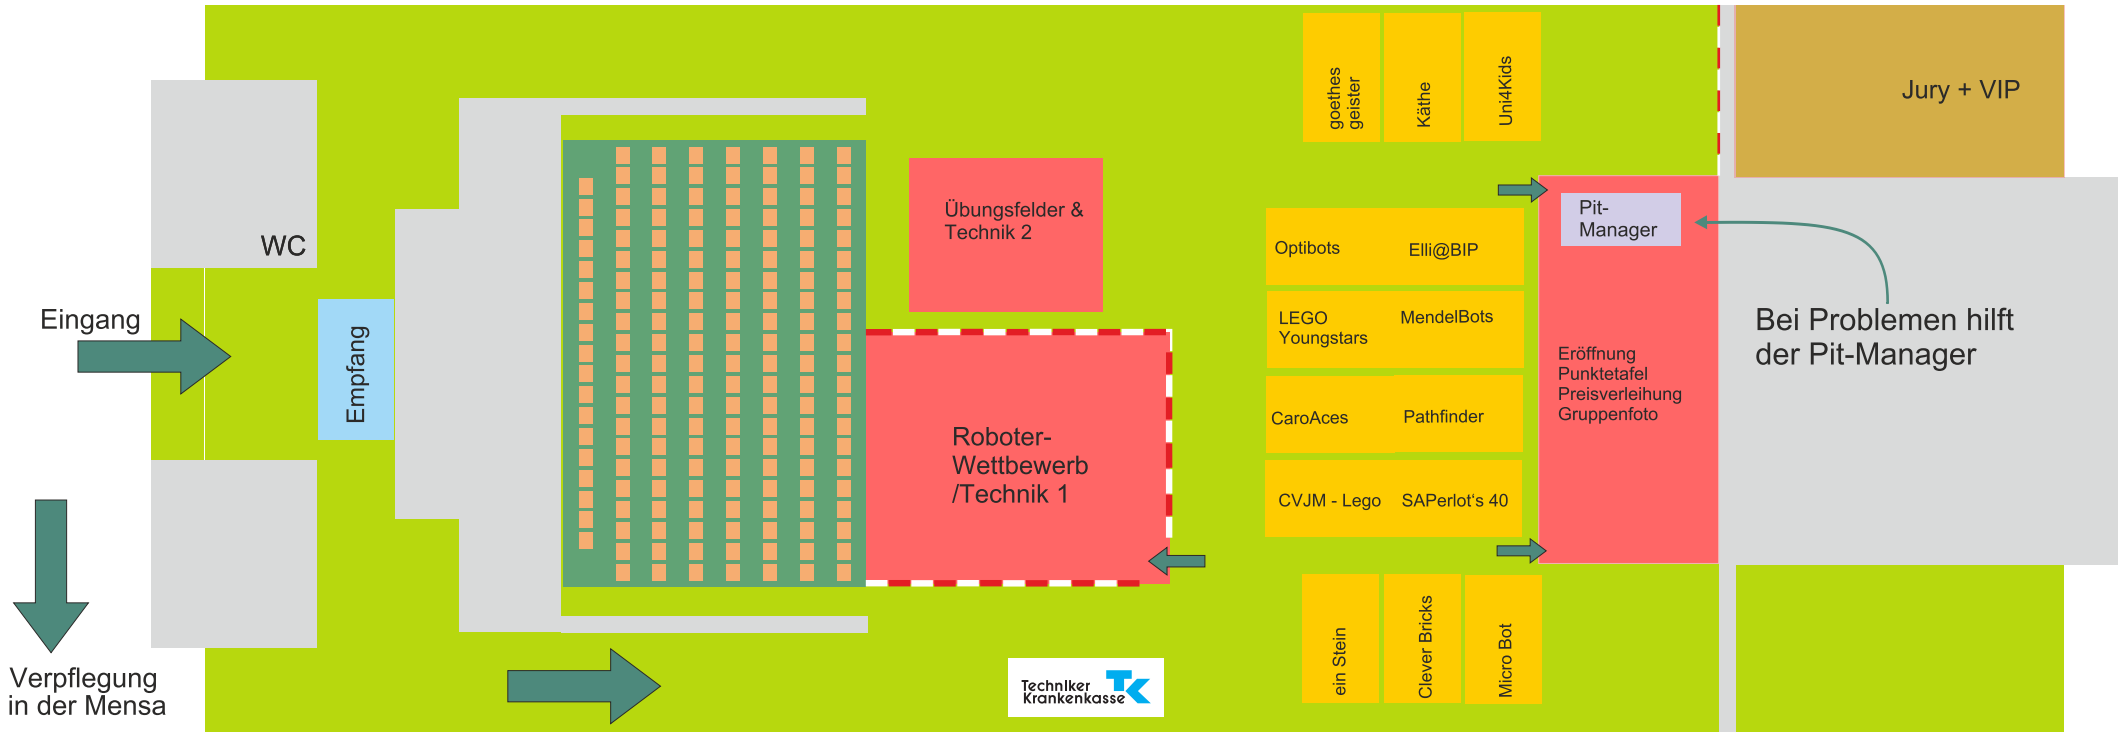 goethes
geister
Käthe
Uni4Kids
Jury + VIP
WC
Übungsfelder &
Technik 2
Pit-
Manager
Optibots
Elli@BIP
Eingang
Empfang
LEGO
Youngstars
MendelBots
Bei Problemen hilft
der Pit-Manager
Eröffnung
Punktetafel
Preisverleihung
Gruppenfoto
CaroAces
Pathfinder
Roboter-
Wettbewerb
/Technik 1
CVJM - Lego
SAPerlot‘s 40
ein Stein
Clever Bricks
Micro Bot
Verpflegung
in der Mensa
Techniker
Krankenkasse
TK